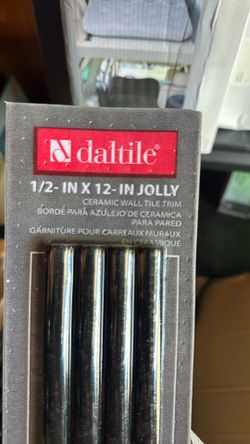 daltile®
1/2- IN X 12- IN JOLLY
CERAMIC WALL TILE TRIM
BORDÉ PARA AZULEJO DE CERÁMICA
PARA PARED
GARNITURE POUR CARREAUX MURAUX
EN CÉRAMIQUE